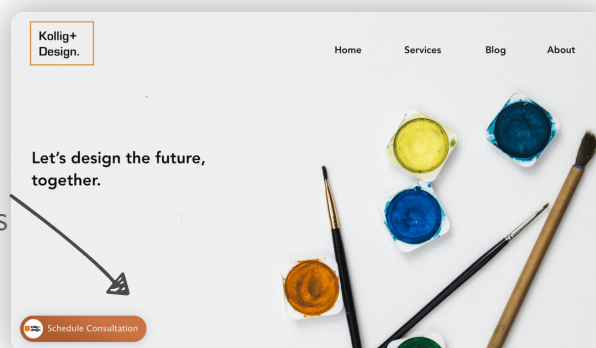 Kollig+
Design.
Home Services Blog About
Let's design the future,
together.
S
Schedule Consultation